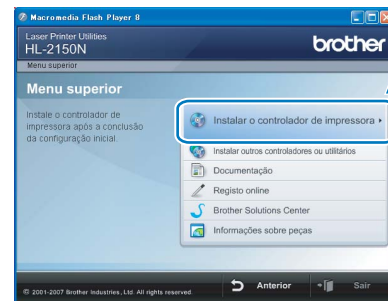 Macromedia Flash Player 8
Laser Printer Utilities
HL-2150N
brother
Menu superior
Menu superior
Instale o controlador de
impressora após a conclusão
da configuração inicial.
Instalar o controlador de impressora
Instalar outros controladores ou utilitários
Documentação
Registo online
Brother Solutions Center
Informações sobre peças
© 2001-2007 Brother Industries, Ltd. All rights reserved.
Anterior
Sair